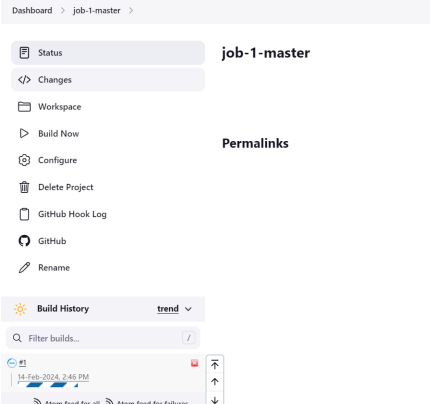 Dashboard > job-1-master >
Status
job-1-master
Changes
Workspace
Build Now
Permalinks
Configure
Delete Project
GitHub Hook Log
GitHub
Rename
Build History trend
Filter builds... /
#1
14-Feb-2024, 2:46 PM
Atom feed for all Atom feed for failures